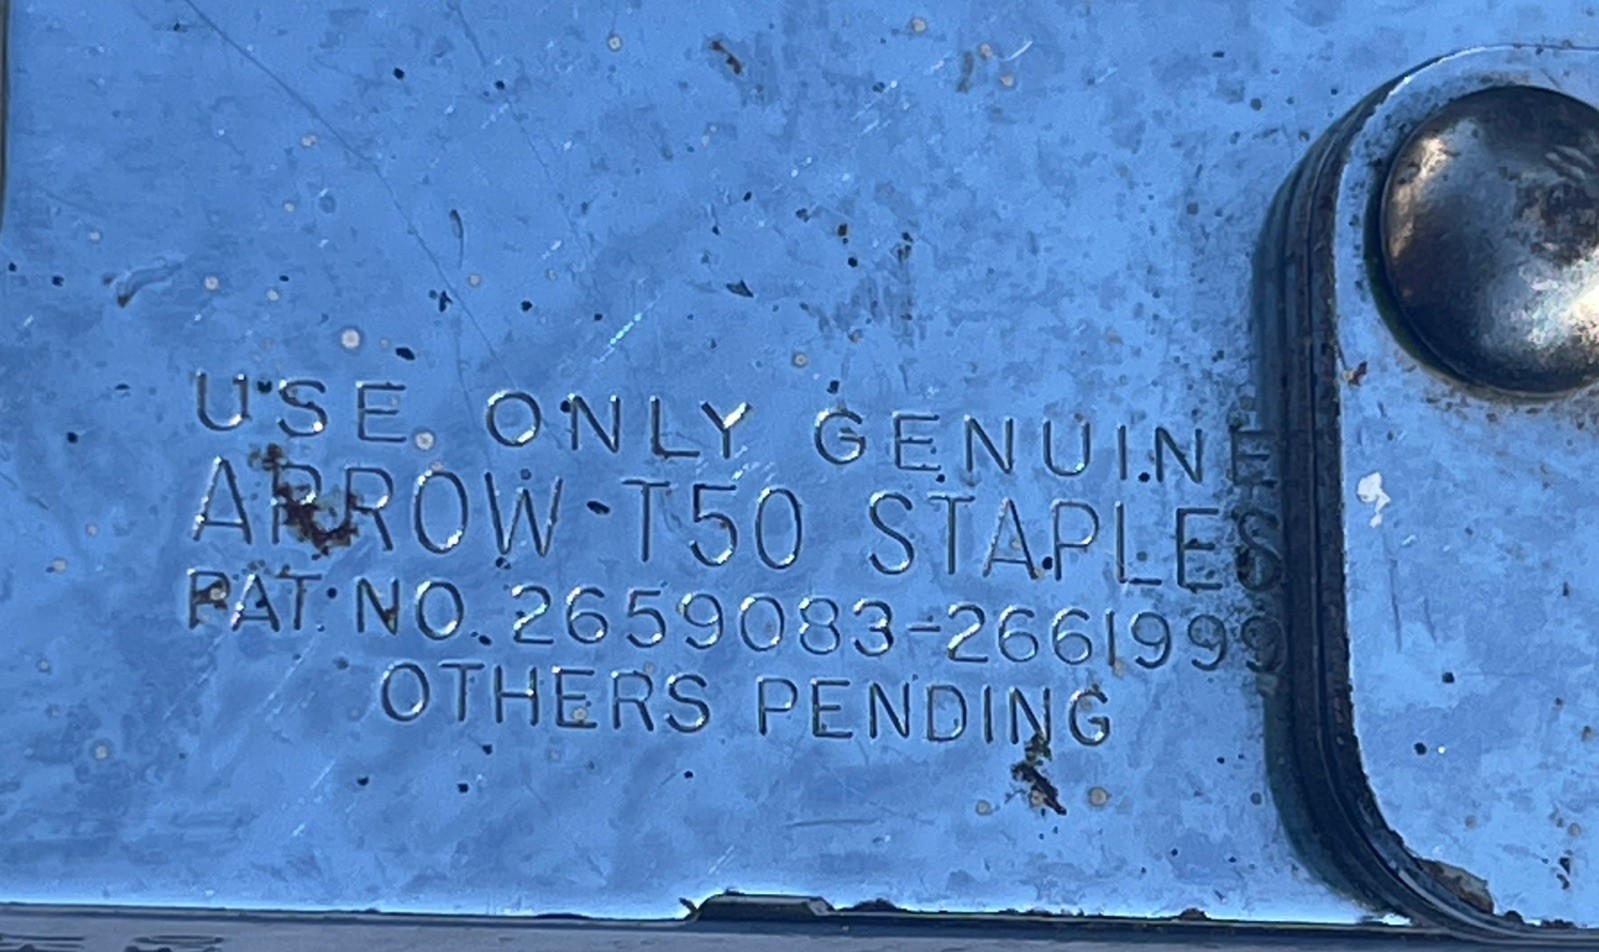 USE ONLY GENUINE
ARROW T50 STAPLES
PAT. NO. 2659083-2661999
OTHERS PENDING